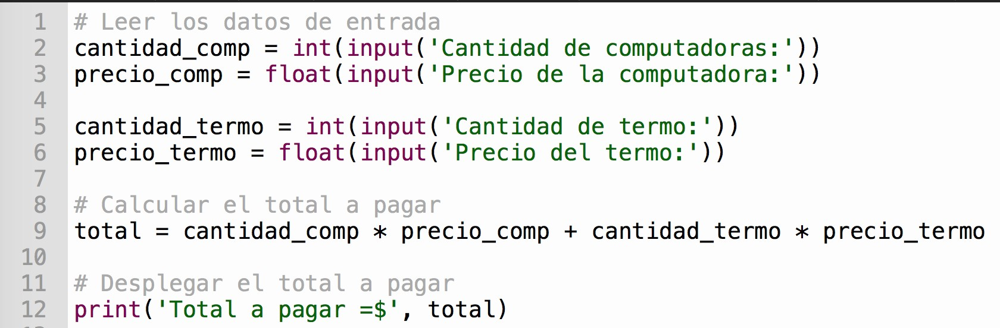 1 # Leer los datos de entrada
2 cantidad_comp = int(input('Cantidad de computadoras:'))
3 precio_comp = float(input('Precio de la computadora:'))
4
5 cantidad_termo = int(input('Cantidad de termo:'))
6 precio_termo = float(input('Precio del termo:'))
7
8 # Calcular el total a pagar
9 total = cantidad_comp * precio_comp + cantidad_termo * precio_termo
10
11 # Desplegar el total a pagar
12 print('Total a pagar =$', total)